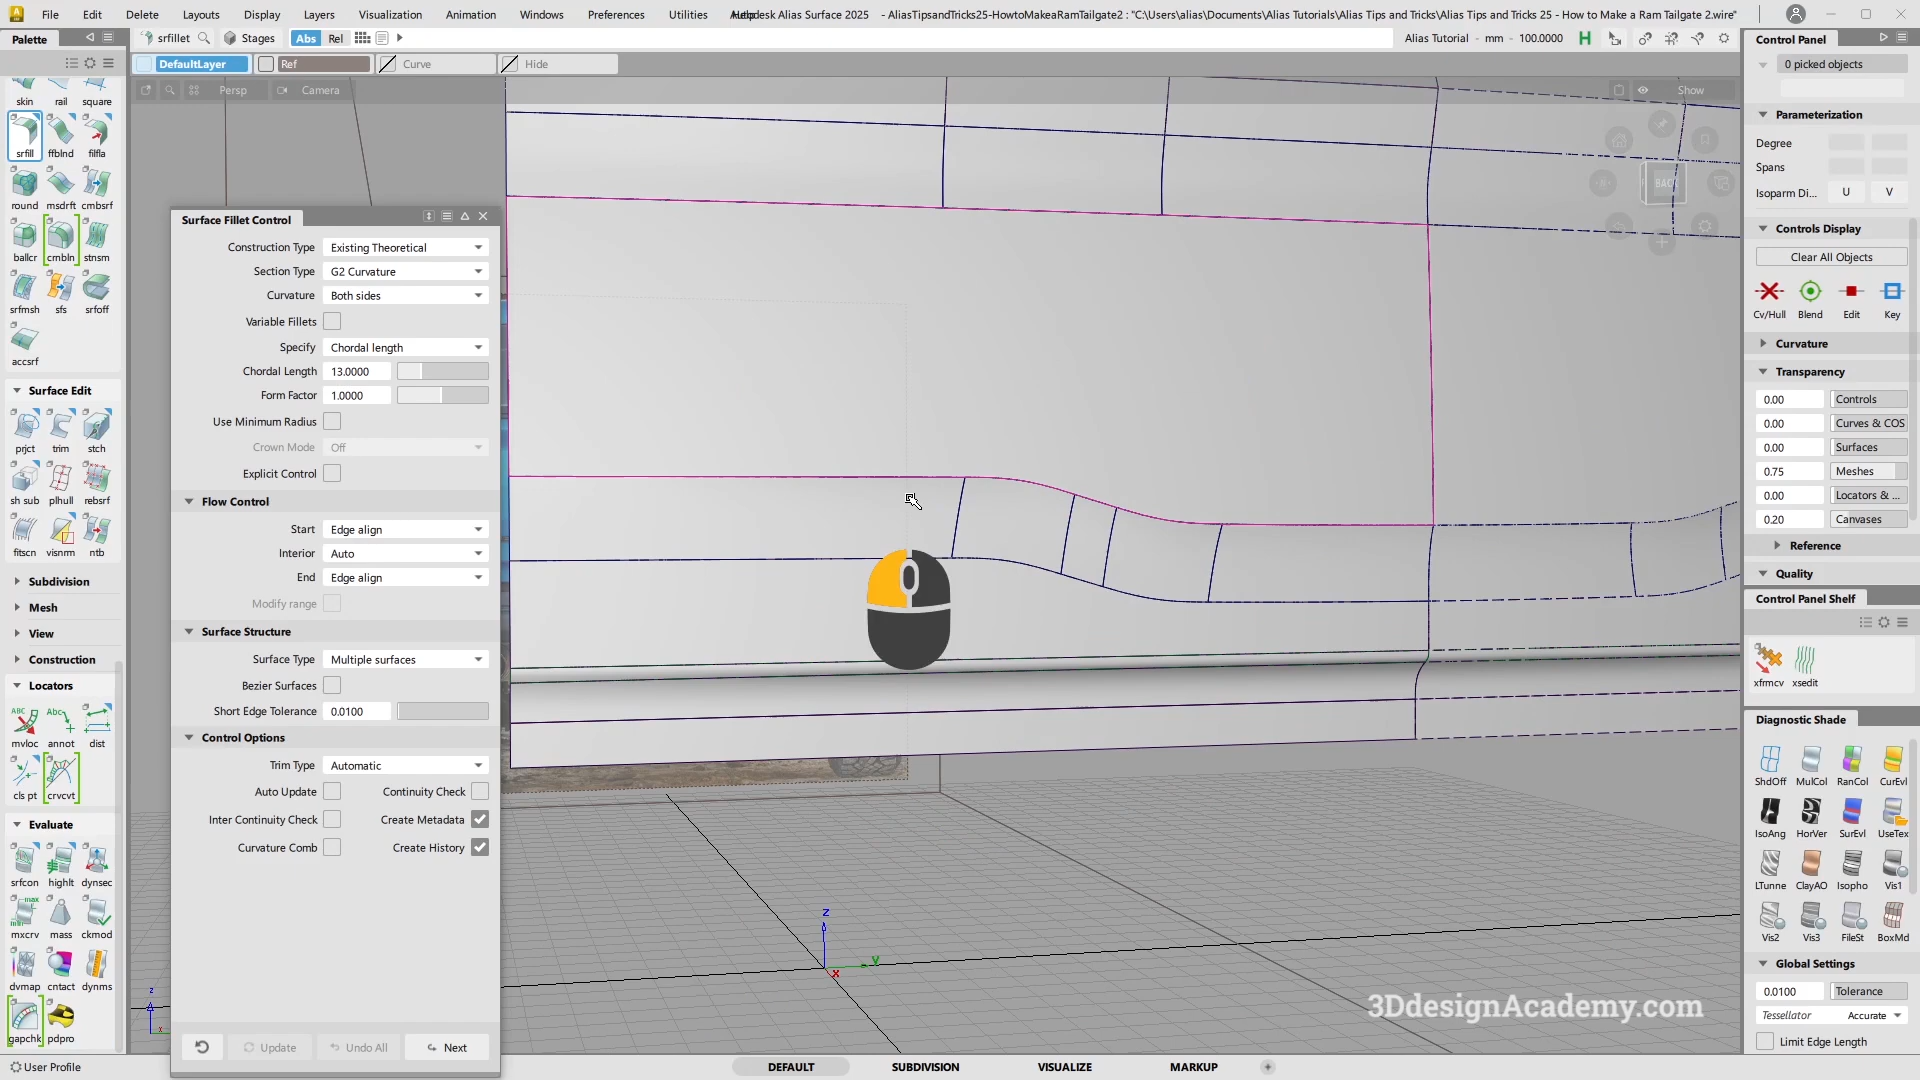 File Edit Delete Layouts Display Layers Visualization Animation Windows Preferences Utilities Autodesk Alias Surface 2025 - AliasTipsandTricks25-HowtoMakeaRamTailgate2 : "C:\Users\alias\Documents\Alias Tutorials\Alias Tips and Tricks\Alias Tips and Tricks 25 - How to Make a Ram Tailgate 2.wire"
Palette srfillet Stages Abs Rel Alias Tutorial - mm - 100.0000 Control Panel
DefaultLayer Ref Curve Hide 0 picked objects
Persp Camera Show
skin rail square
srfill ffblnd filfla
round msdrft cmbsrf
ballcr crnbln stnsm
srfmsh sfs srfoff
accsrf
Surface Edit
prjct trim stch
sh sub plhull rebsrf
fitscn visnrm ntb
Subdivision
Mesh
View
Construction
Locators
mvloc annot dist
cls pt crvcvt
Evaluate
srfcon highlt dynsec
mxcrv mass ckmod
dvmap cntact dynms
gapchk pdpro
User Profile
Surface Fillet Control
Construction Type Existing Theoretical
Section Type G2 Curvature
Curvature Both sides
Variable Fillets
Specify Chordal length
Chordal Length 13.0000
Form Factor 1.0000
Use Minimum Radius
Crown Mode Off
Explicit Control
Flow Control
Start Edge align
Interior Auto
End Edge align
Modify range
Surface Structure
Surface Type Multiple surfaces
Bezier Surfaces
Short Edge Tolerance 0.0100
Control Options
Trim Type Automatic
Auto Update Continuity Check
Inter Continuity Check Create Metadata
Curvature Comb Create History
Update Undo All Next
BACK
z
y
x
z
x
3DdesignAcademy.com
DEFAULT SUBDIVISION VISUALIZE MARKUP
Parameterization
Degree
Spans
Isoparm Di... U V
Controls Display
Clear All Objects
Cv/Hull Blend Edit Key
Curvature
Transparency
0.00 Controls
0.00 Curves & COS
0.00 Surfaces
0.75 Meshes
0.00 Locators & ...
0.20 Canvases
Reference
Quality
Control Panel Shelf
xfrmcv xsedit
Diagnostic Shade
ShdOff MulCol RanCol CurEvl
IsoAng HorVer SurEvl UseTex
LTunne ClayAO Isopho Vis1
Vis2 Vis3 FileSt BoxMd
Global Settings
0.0100 Tolerance
Tessellator Accurate
Limit Edge Length